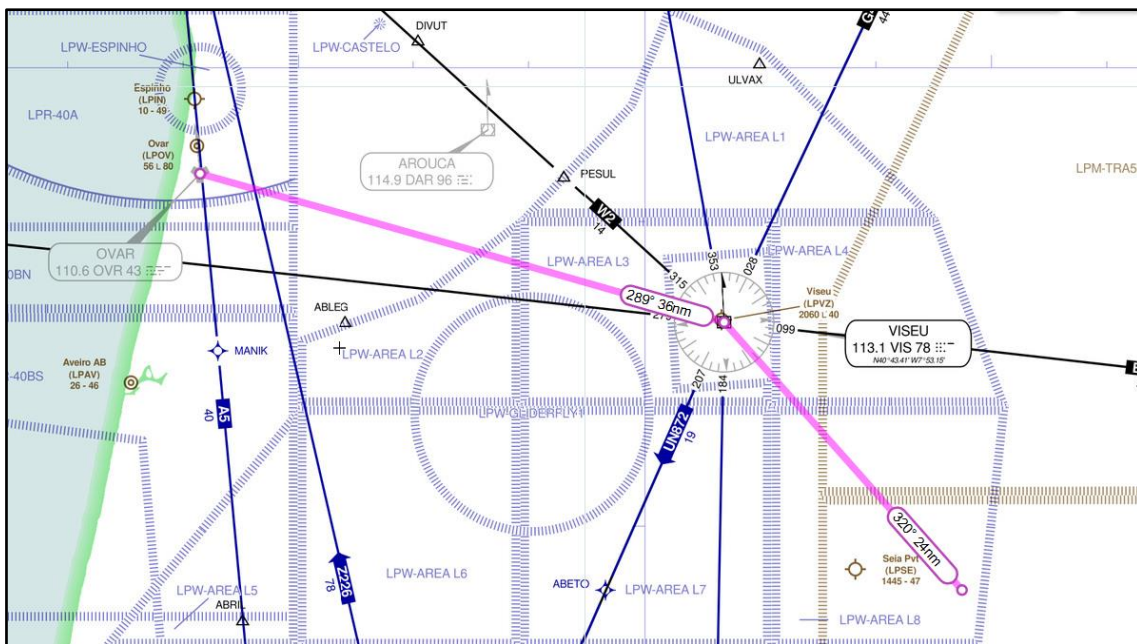 DIVUT
LPW-ESPINHO
LPW-CASTELO
44
ULVAX
Espinho
(LPIN)
10 - 49
LPR-40A
LPW-AREA L1
Ovar
(LPOV)
56 L 80
AROUCA
114.9 DAR 96
PESUL
LPM-TRA5
W2
14
OVAR
110.6 OVR 43
LPW-AREA L3
LPW-AREA L4
353
028
315
289° 36nm
Viseu
(LPVZ)
2060 L 40
ABLEG
099
VISEU
113.1 VIS 78
N40°43.41' W7°53.15'
MANIK
LPW-AREA L2
Aveiro AB
(LPAV)
26 - 46
-40BS
207
184
A5
40
LPW-GLIDERFLY1
UN872
19
320° 24nm
Z226
78
LPW-AREA L6
Seia Pvt
(LPSE)
1445 - 47
LPW-AREA L5
ABRIL
ABETO
LPW-AREA L7
LPW-AREA L8